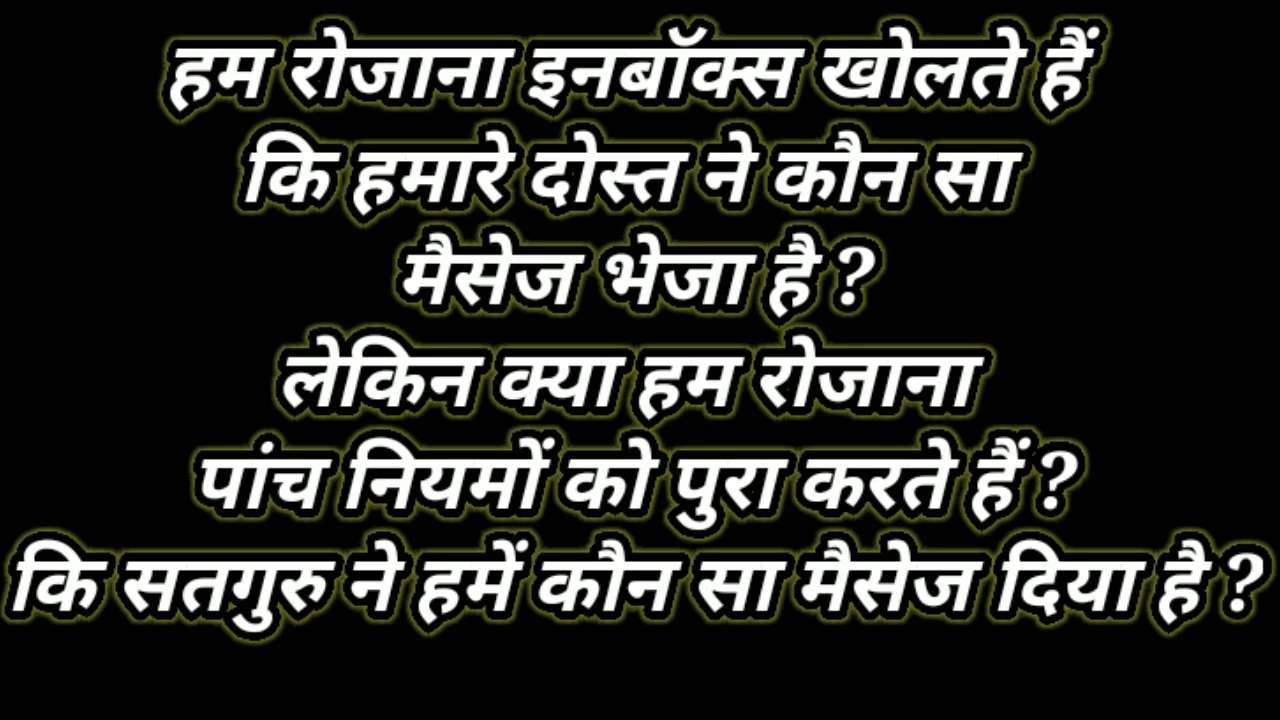 हम रोजाना इनबॉक्स खोलते हैं
कि हमारे दोस्त ने कौन सा
मैसेज भेजा है ?
लेकिन क्या हम रोजाना
पांच नियमों को पुरा करते हैं ?
कि सतगुरु ने हमें कौन सा मैसेज दिया है ?